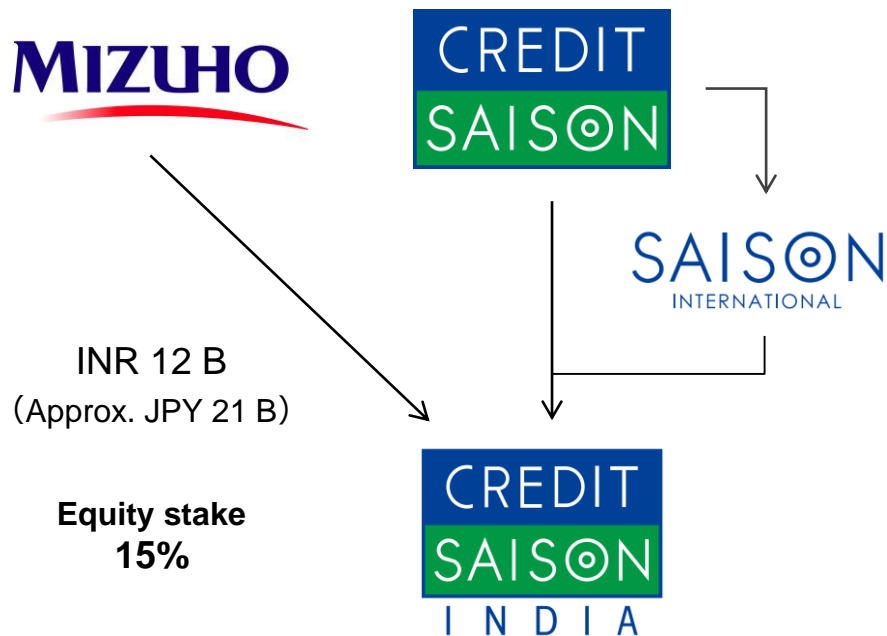 MIZUHO
CREDIT
SAISON
SAISON
INTERNATIONAL
INR 12 B
（Approx. JPY 21 B）
Equity stake
15%
CREDIT
SAISON
INDIA